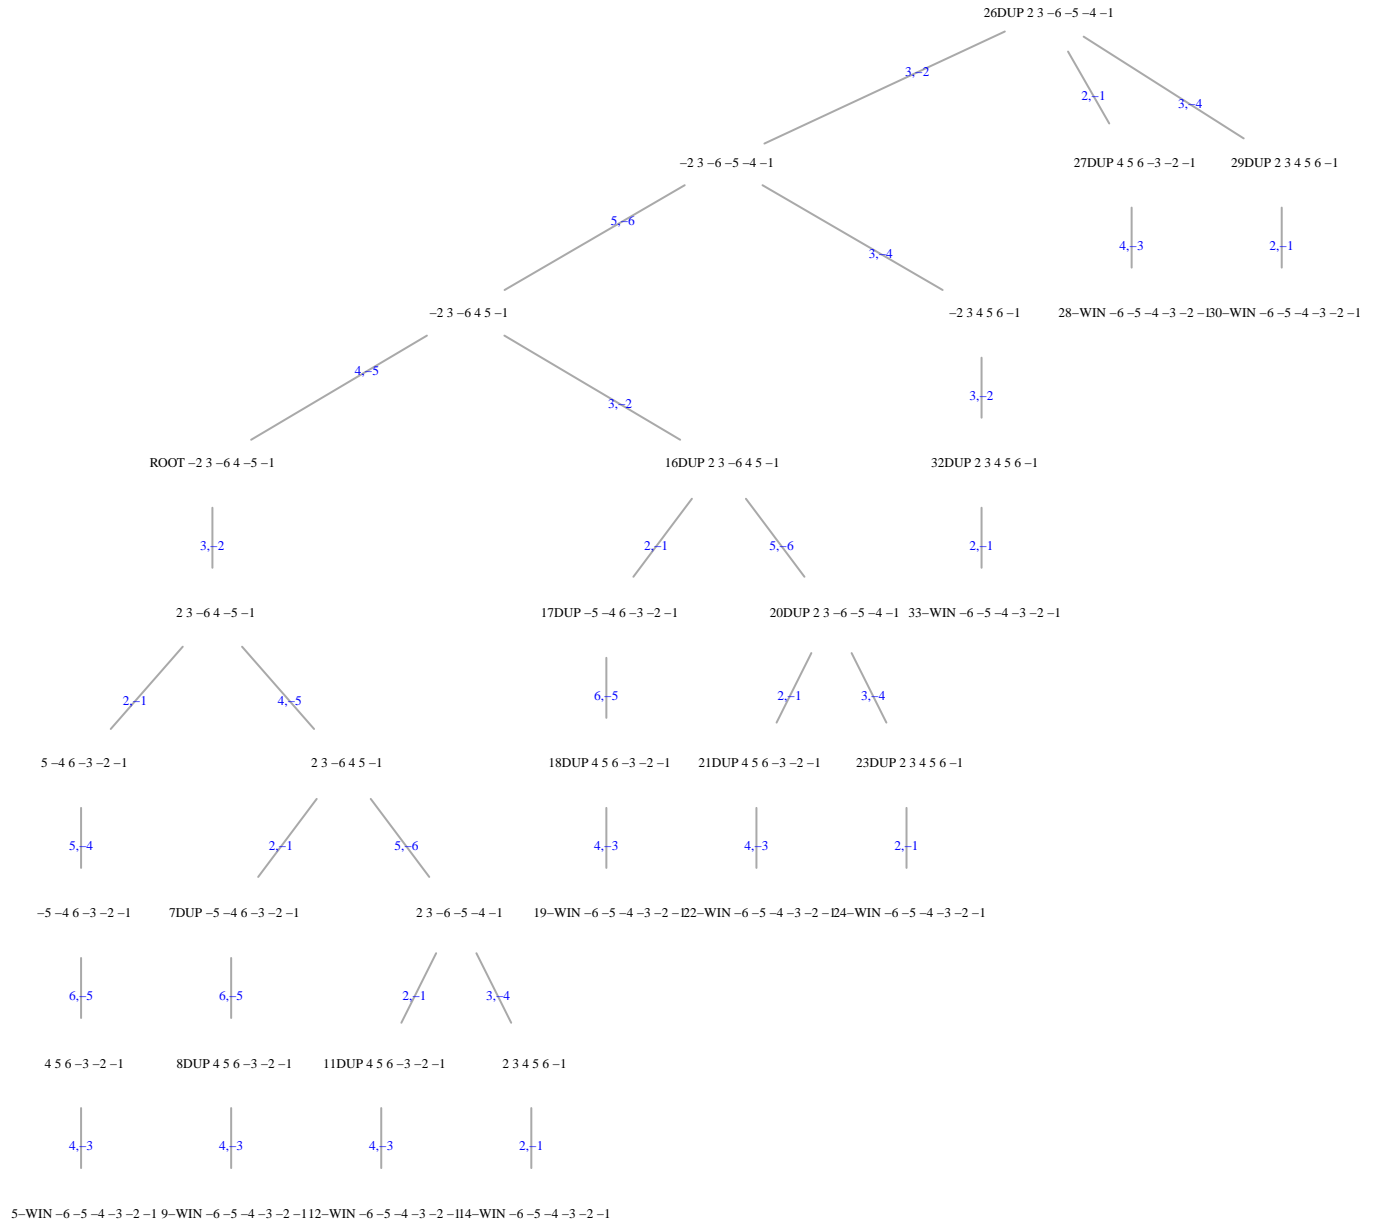 26DUP 2 3 −6 −5 −4 −1
3,−2
2,−1
3,−4
−2 3 −6 −5 −4 −1
27DUP 4 5 6 −3 −2 −1
29DUP 2 3 4 5 6 −1
5,−6
3,−4
4,−3
2,−1
−2 3 −6 4 5 −1
−2 3 4 5 6 −1
28−WIN −6 −5 −4 −3 −2 −1
30−WIN −6 −5 −4 −3 −2 −1
4,−5
3,−2
3,−2
ROOT −2 3 −6 4 −5 −1
16DUP 2 3 −6 4 5 −1
32DUP 2 3 4 5 6 −1
3,−2
2,−1
5,−6
2,−1
2 3 −6 4 −5 −1
17DUP −5 −4 6 −3 −2 −1
20DUP 2 3 −6 −5 −4 −1
33−WIN −6 −5 −4 −3 −2 −1
2,−1
4,−5
6,−5
2,−1
3,−4
5 −4 6 −3 −2 −1
2 3 −6 4 5 −1
18DUP 4 5 6 −3 −2 −1
21DUP 4 5 6 −3 −2 −1
23DUP 2 3 4 5 6 −1
5,−4
2,−1
5,−6
4,−3
4,−3
2,−1
−5 −4 6 −3 −2 −1
7DUP −5 −4 6 −3 −2 −1
2 3 −6 −5 −4 −1
19−WIN −6 −5 −4 −3 −2 −1
22−WIN −6 −5 −4 −3 −2 −1
24−WIN −6 −5 −4 −3 −2 −1
6,−5
6,−5
2,−1
3,−4
4 5 6 −3 −2 −1
8DUP 4 5 6 −3 −2 −1
11DUP 4 5 6 −3 −2 −1
2 3 4 5 6 −1
4,−3
4,−3
4,−3
2,−1
5−WIN −6 −5 −4 −3 −2 −1
9−WIN −6 −5 −4 −3 −2 −1
12−WIN −6 −5 −4 −3 −2 −1
14−WIN −6 −5 −4 −3 −2 −1